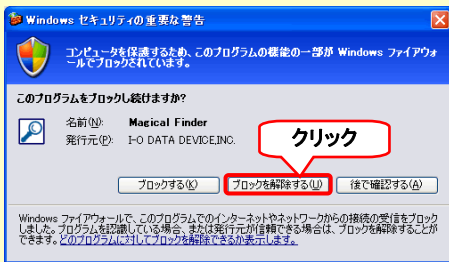 Windows セキュリティの重要な警告
コンピュータを保護するため、このプログラムの機能の一部が Windows ファイアウォ
ールでブロックされています。
このプログラムをブロックし続けますか?
名前(N): Magical Finder
発行元(P): I-O DATA DEVICE,INC.
クリック
ブロックする(K) ブロックを解除する(U) 後で確認する(A)
Windows ファイアウォールで、このプログラムでのインターネットやネットワークからの接続の受信をブロック
しました。プログラムを認識している場合、または発行元が信頼できる場合は、ブロックを解除することが
できます。どのプログラムに対してブロックを解除できるか表示します。